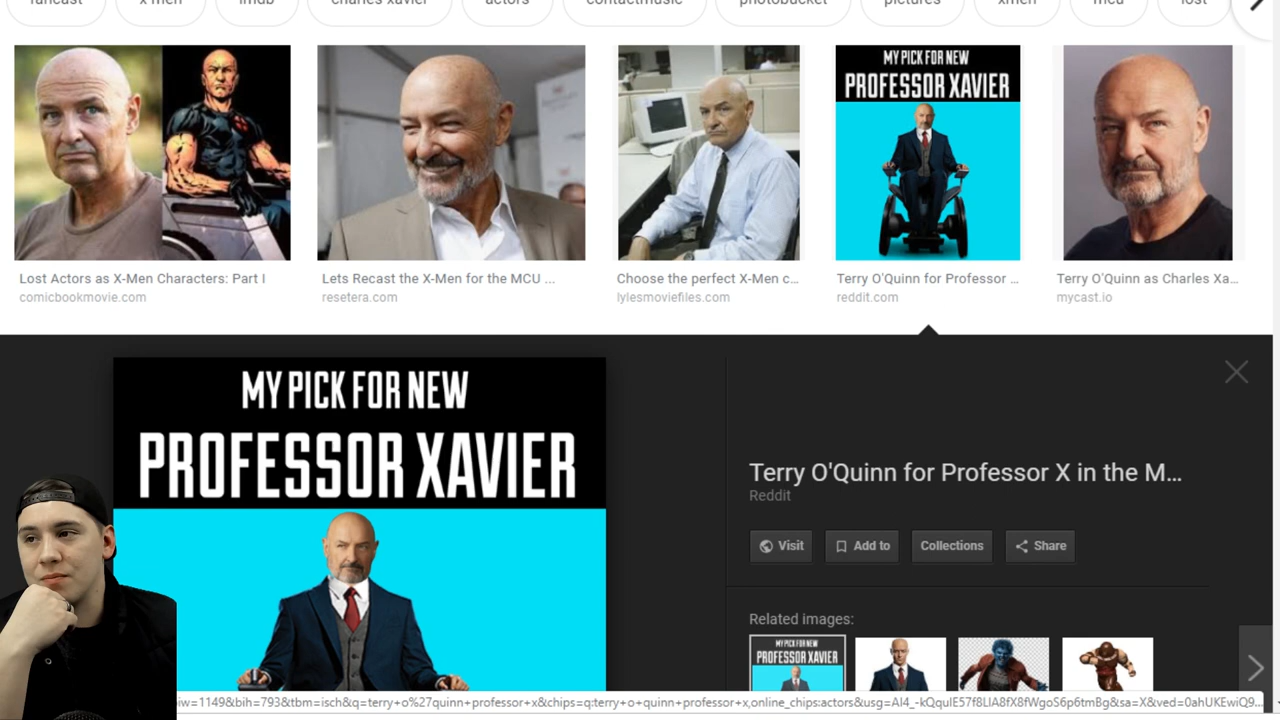 fancast
x men
imdb
charles xavier
actors
contactmusic
photobucket
pictures
xmen
mcu
lost
MY PICK FOR NEW
PROFESSOR XAVIER
Lost Actors as X-Men Characters: Part I
comicbookmovie.com
Lets Recast the X-Men for the MCU ...
resetera.com
Choose the perfect X-Men c...
lylesmoviefiles.com
Terry O'Quinn for Professor ...
reddit.com
Terry O'Quinn as Charles Xa...
mycast.io
MY PICK FOR NEW
PROFESSOR XAVIER
Terry O'Quinn for Professor X in the M...
Reddit
Visit
Add to
Collections
Share
Related images:
MY PICK FOR NEW
PROFESSOR XAVIER